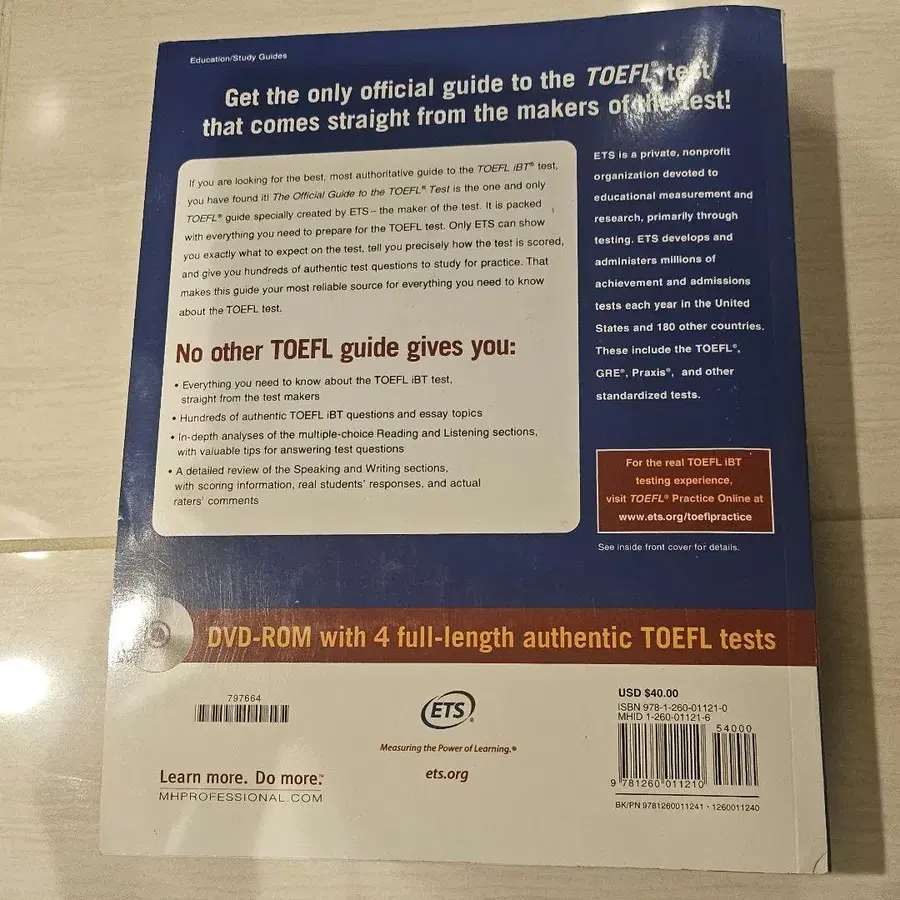 Education/Study Guides
Get the only official guide to the TOEFL® test
that comes straight from the makers of the test!
If you are looking for the best, most authoritative guide to the TOEFL iBT® test,
you have found it! The Official Guide to the TOEFL® Test is the one and only
TOEFL® guide specially created by ETS – the maker of the test. It is packed
with everything you need to prepare for the TOEFL test. Only ETS can show
you exactly what to expect on the test, tell you precisely how the test is scored,
and give you hundreds of authentic test questions to study for practice. That
makes this guide your most reliable source for everything you need to know
about the TOEFL test.
No other TOEFL guide gives you:
• Everything you need to know about the TOEFL iBT test,
straight from the test makers
• Hundreds of authentic TOEFL iBT questions and essay topics
• In-depth analyses of the multiple-choice Reading and Listening sections,
with valuable tips for answering test questions
• A detailed review of the Speaking and Writing sections,
with scoring information, real students' responses, and actual
raters' comments
ETS is a private, nonprofit
organization devoted to
educational measurement and
research, primarily through
testing. ETS develops and
administers millions of
achievement and admissions
tests each year in the United
States and 180 other countries.
These include the TOEFL®,
GRE®, Praxis®, and other
standardized tests.
For the real TOEFL iBT
testing experience,
visit TOEFL® Practice Online at
www.ets.org/toeflpractice
See inside front cover for details.
DVD-ROM with 4 full-length authentic TOEFL tests
797664
Learn more. Do more.™
MHPROFESSIONAL.COM
ETS®
Measuring the Power of Learning.®
ets.org
USD $40.00
ISBN 978-1-260-01121-0
MHID 1-260-01121-6
54000
9 781260 011210
BK/PN 9781260011241 · 1260011240